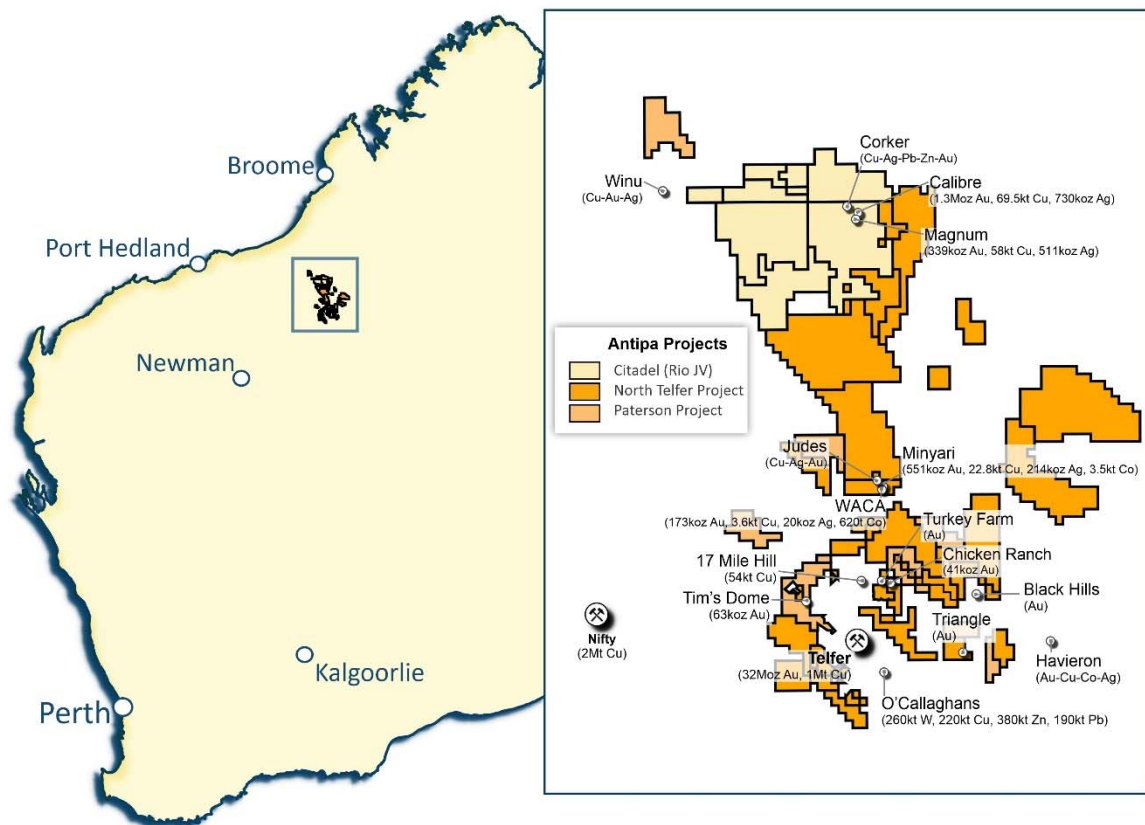 Broome
Port Hedland
Newman
Kalgoorlie
Perth
Corker
(Cu-Ag-Pb-Zn-Au)
Winu
(Cu-Au-Ag)
Calibre
(1.3Moz Au, 69.5kt Cu, 730koz Ag)
Magnum
(339koz Au, 58kt Cu, 511koz Ag)
Antipa Projects
Citadel (Rio JV)
North Telfer Project
Paterson Project
Judes
(Cu-Ag-Au)
Minyari
(551koz Au, 22.8kt Cu, 214koz Ag, 3.5kt Co)
WACA
(173koz Au, 3.6kt Cu, 20koz Ag, 620t Co)
Turkey Farm
(Au)
Chicken Ranch
(41koz Au)
17 Mile Hill
(54kt Cu)
Tim's Dome
(63koz Au)
Black Hills
(Au)
Triangle
(Au)
Nifty
(2Mt Cu)
Telfer
(32Moz Au, 1Mt Cu)
Havieron
(Au-Cu-Co-Ag)
O'Callaghans
(260kt W, 220kt Cu, 380kt Zn, 190kt Pb)